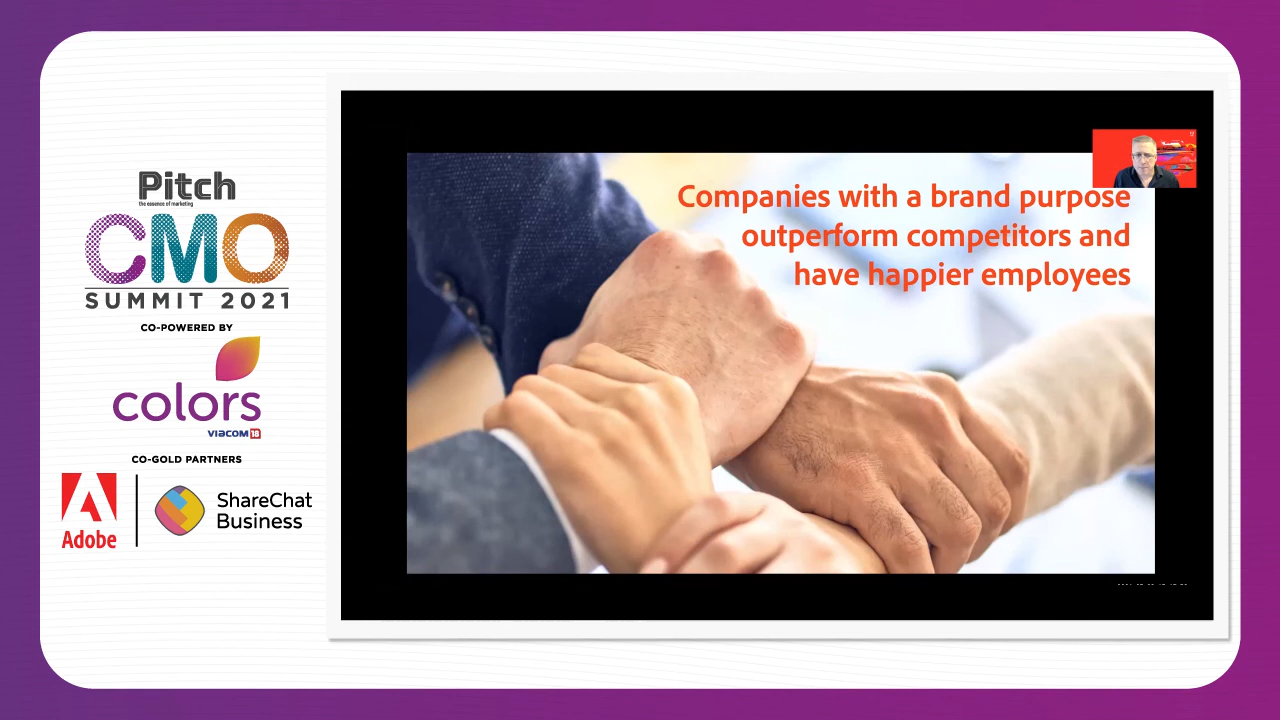 Pitch
the essence of marketing
CMO
SUMMIT 2021
CO-POWERED BY
colors
VIACOM18
CO-GOLD PARTNERS
Adobe
ShareChat
Business
Companies with a brand purpose
outperform competitors and
have happier employees